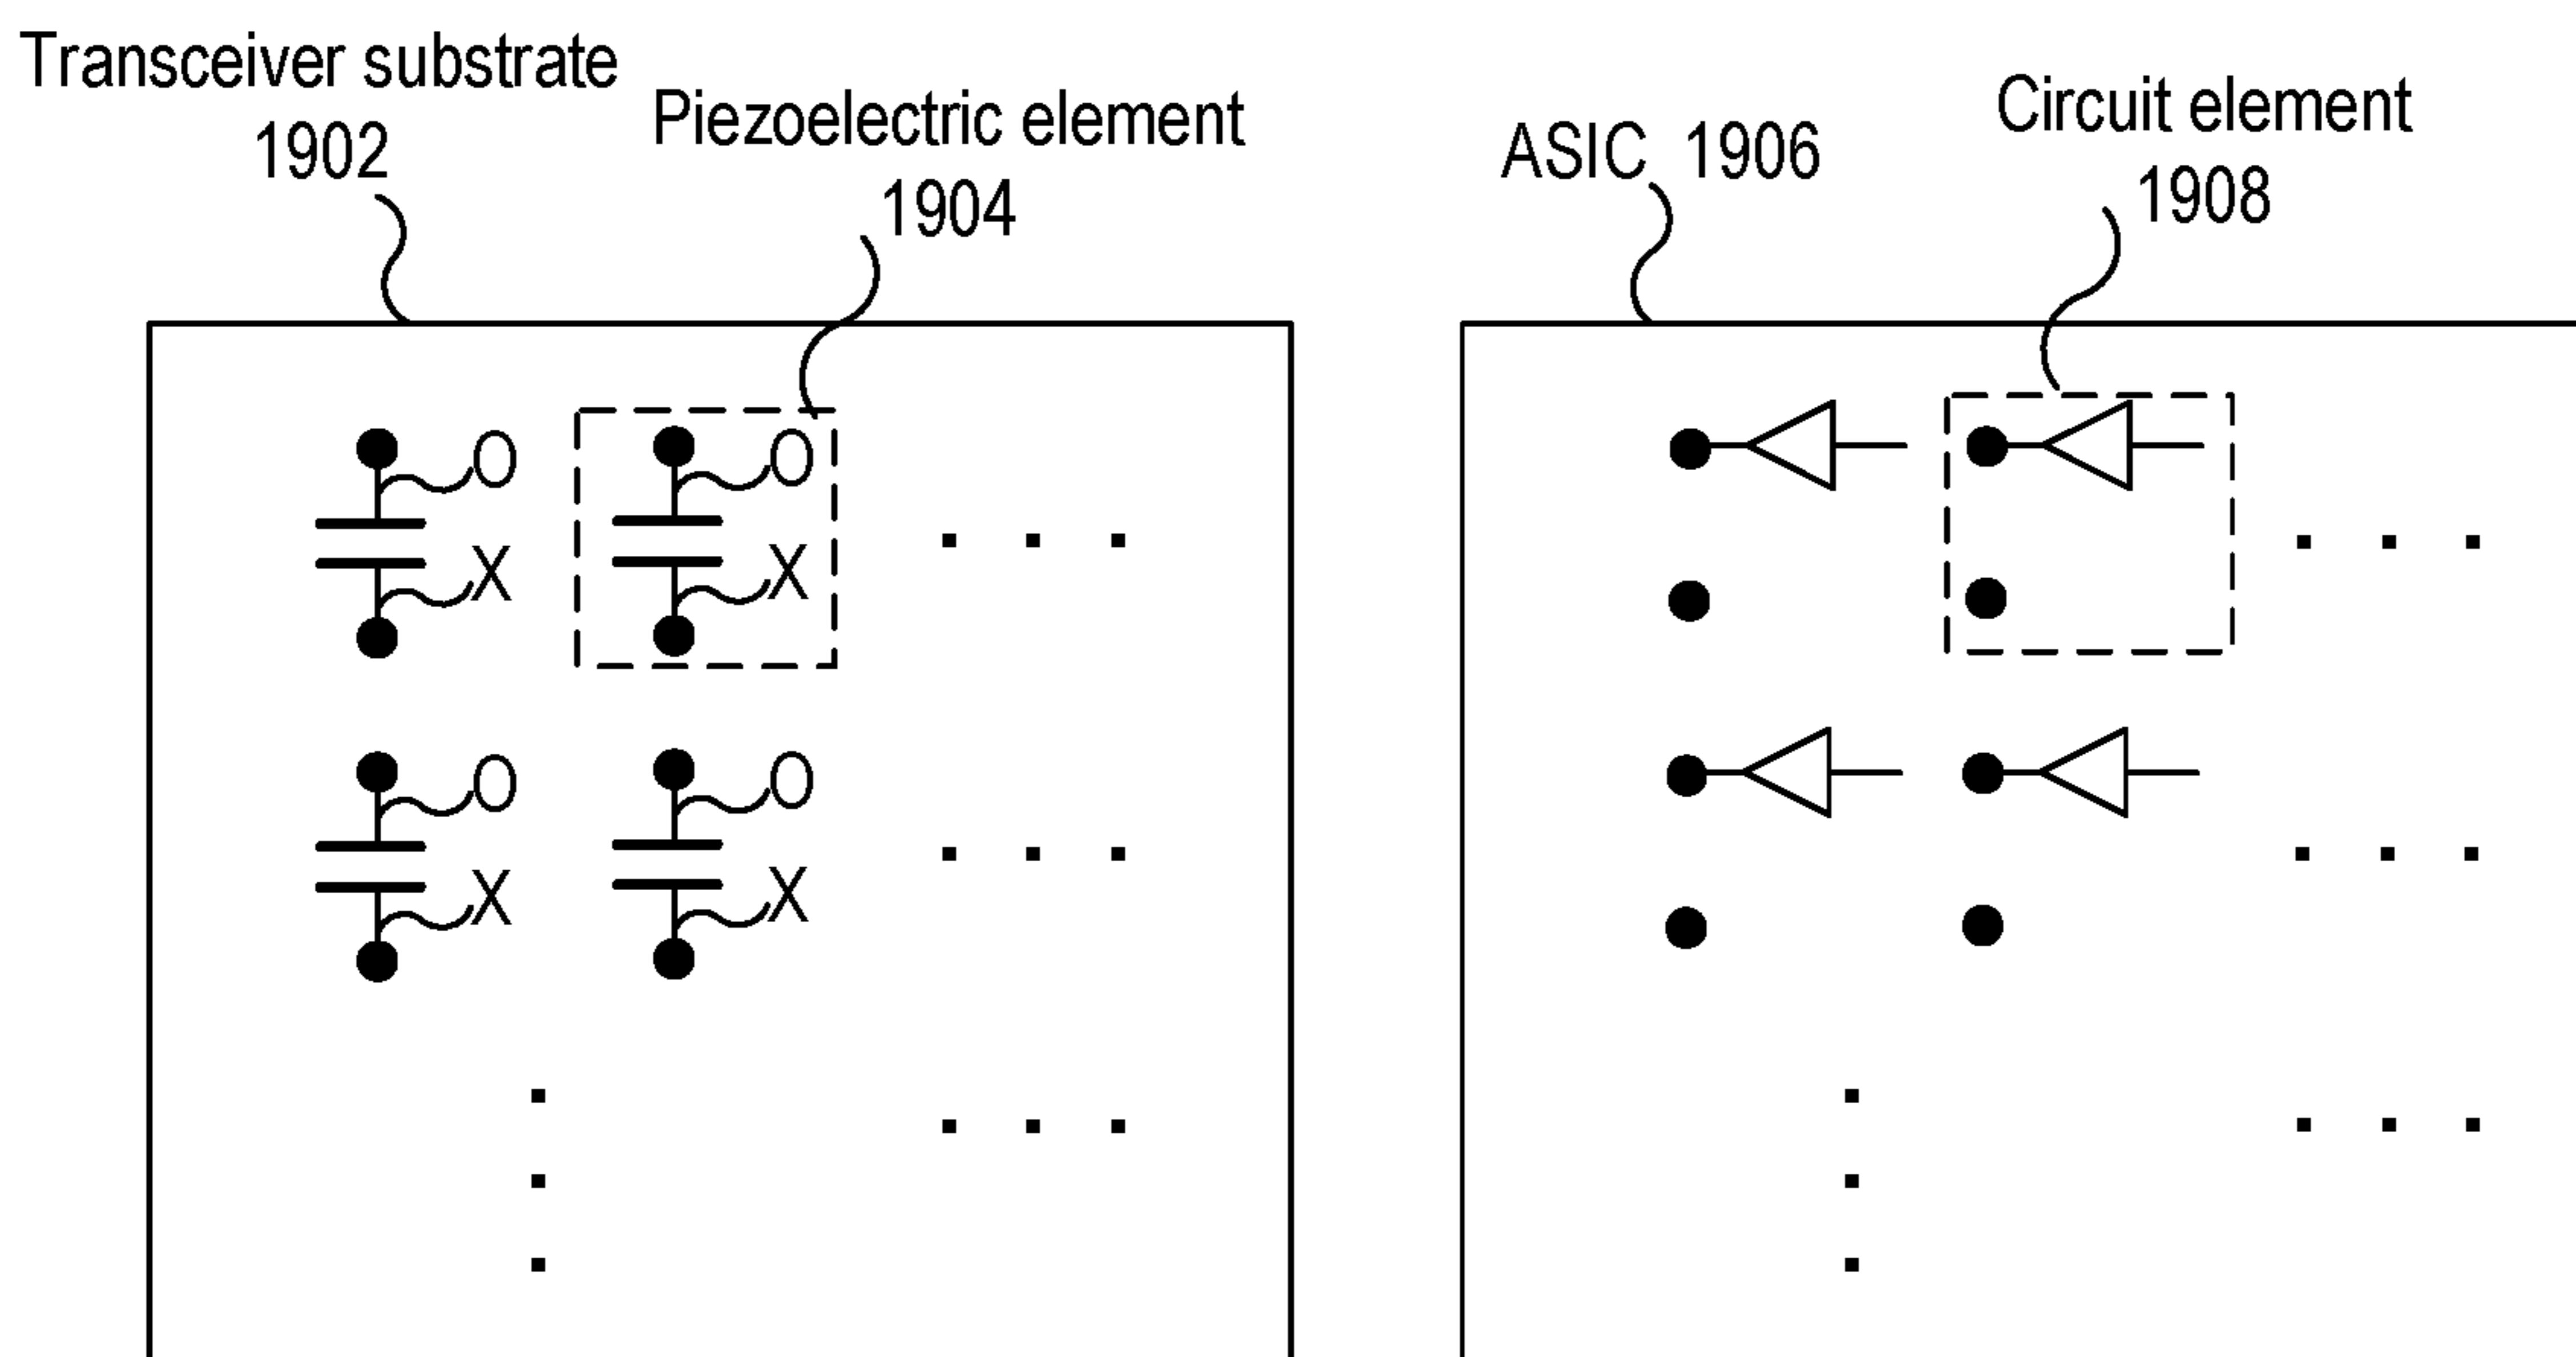 Transceiver substrate
1902
Piezoelectric element
1904
ASIC 1906
Circuit element
1908
O
O
X
X
O
O
X
X